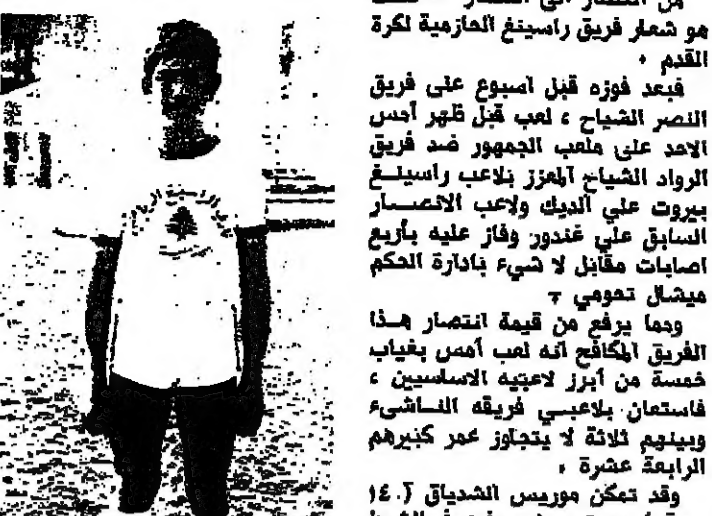 هو شعار فريق راسينغ الحازمية لكرة
القدم .
فبعد فوزه قبل اسبوع على فريق
النصر الشياح ، لعب قبل ظهر أمس
الاحد على ملعب الجمهور ضد فريق
الرواد الشياح المعزز بلاعب راسينغ
بيروت علي الديك ولاعب الانصار
السابق علي غندور وفاز عليه بأربع
اصابات مقابل لا شيء بادارة الحكم
ميشال تحومي .
ومما يرفع من قيمة انتصار هذا
الفريق المكافح انه لعب أمس بغياب
خمسة من أبرز لاعبيه الاساسيين ،
فاستعان بلاعبي فريقه الناشىء
وبينهم ثلاثة لا يتجاوز عمر كبيرهم
الرابعة عشرة .
وقد تمكن موريس الشدياق (١٤